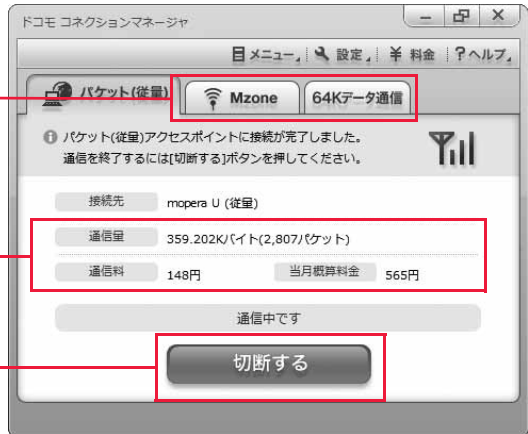 ドコモ コネクションマネージャ
メニュー 設定 ¥ 料金 ?ヘルプ
パケット(従量) Mzone 64Kデータ通信
パケット(従量)アクセスポイントに接続が完了しました。
通信を終了するには[切断する]ボタンを押してください。
接続先 mopera U (従量)
通信量 359.202Kバイト(2,807パケット)
通信料 148円 当月概算料金 565円
通信中です
切断する